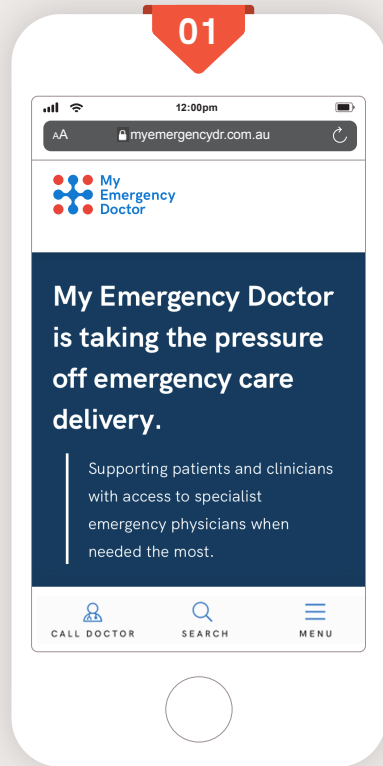 01
12:00pm
AA myemergencydr.com.au
My
Emergency
Doctor
My Emergency Doctor
is taking the pressure
off emergency care
delivery.
Supporting patients and clinicians
with access to specialist
emergency physicians when
needed the most.
CALL DOCTOR SEARCH MENU